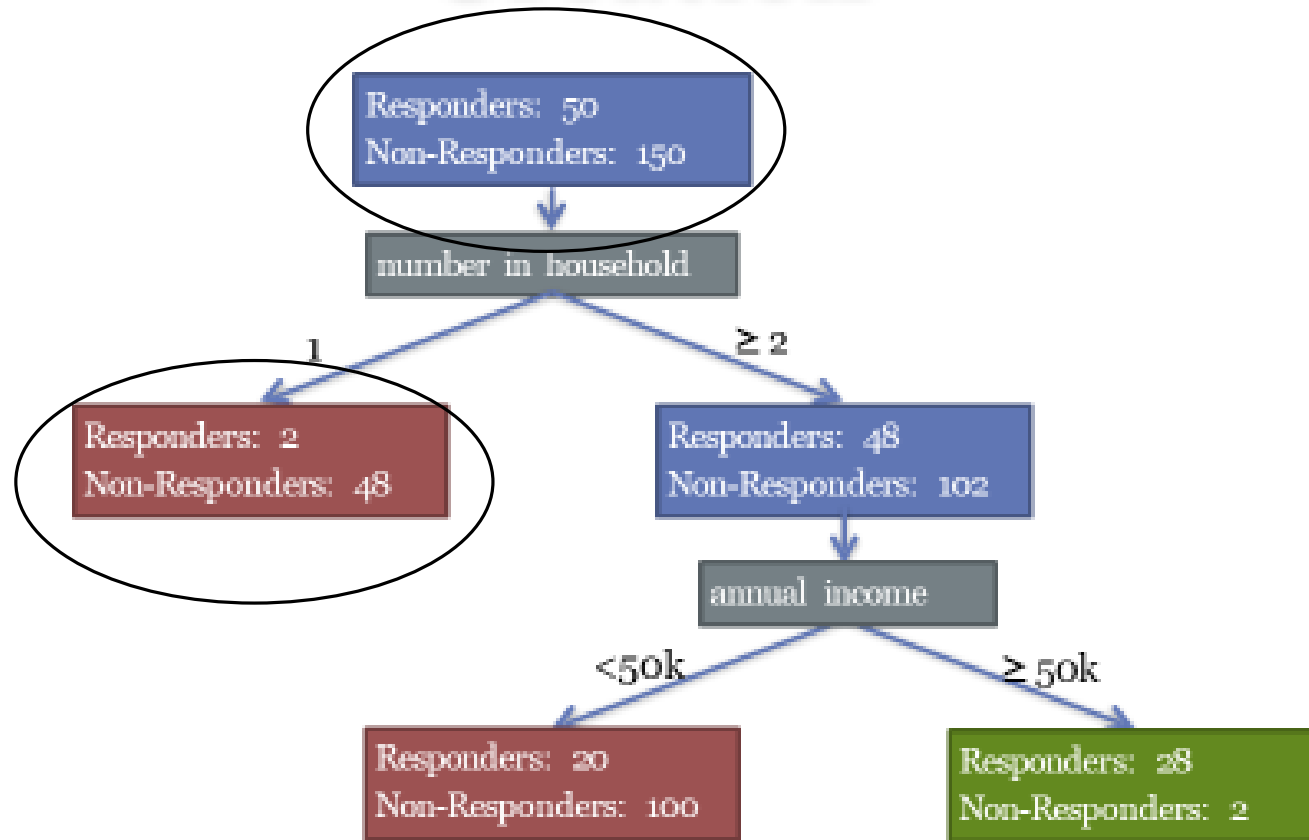 Responders: 50
Non-Responders: 150
number in household
1
≥ 2
Responders: 2
Non-Responders: 48
Responders: 48
Non-Responders: 102
annual income
<50k
≥ 50k
Responders: 20
Non-Responders: 100
Responders: 28
Non-Responders: 2